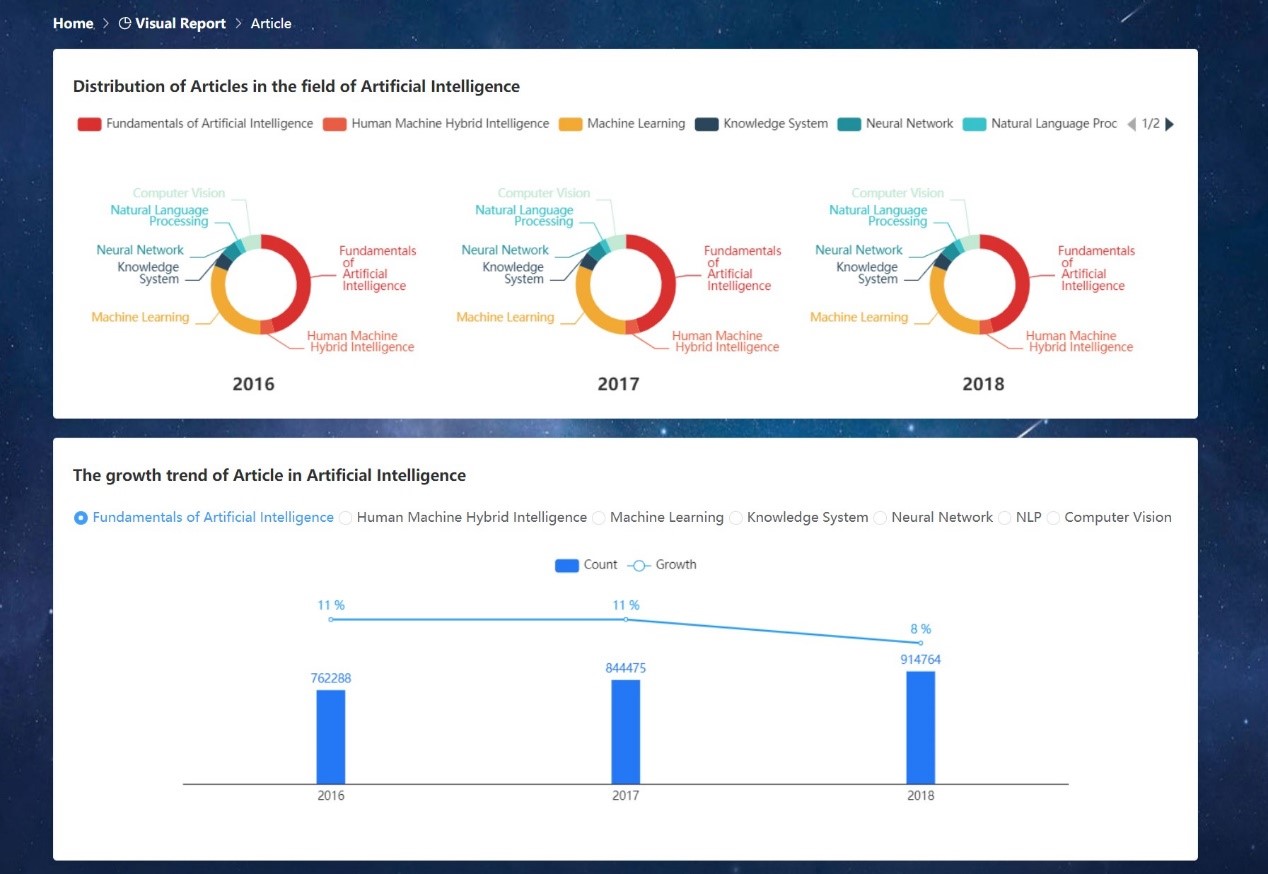 Home > Visual Report > Article
Distribution of Articles in the field of Artificial Intelligence
Fundamentals of Artificial Intelligence Human Machine Hybrid Intelligence Machine Learning Knowledge System Neural Network Natural Language Proc 1/2
Computer Vision
Natural Language
Processing
Neural Network
Knowledge
System
Machine Learning
Fundamentals
of
Artificial
Intelligence
Human Machine
Hybrid Intelligence
2016
Computer Vision
Natural Language
Processing
Neural Network
Knowledge
System
Machine Learning
Fundamentals
of
Artificial
Intelligence
Human Machine
Hybrid Intelligence
2017
Computer Vision
Natural Language
Processing
Neural Network
Knowledge
System
Machine Learning
Fundamentals
of
Artificial
Intelligence
Human Machine
Hybrid Intelligence
2018
The growth trend of Article in Artificial Intelligence
Fundamentals of Artificial Intelligence Human Machine Hybrid Intelligence Machine Learning Knowledge System Neural Network NLP Computer Vision
Count Growth
11 % 11 % 8 %
762288 844475 914764
2016 2017 2018